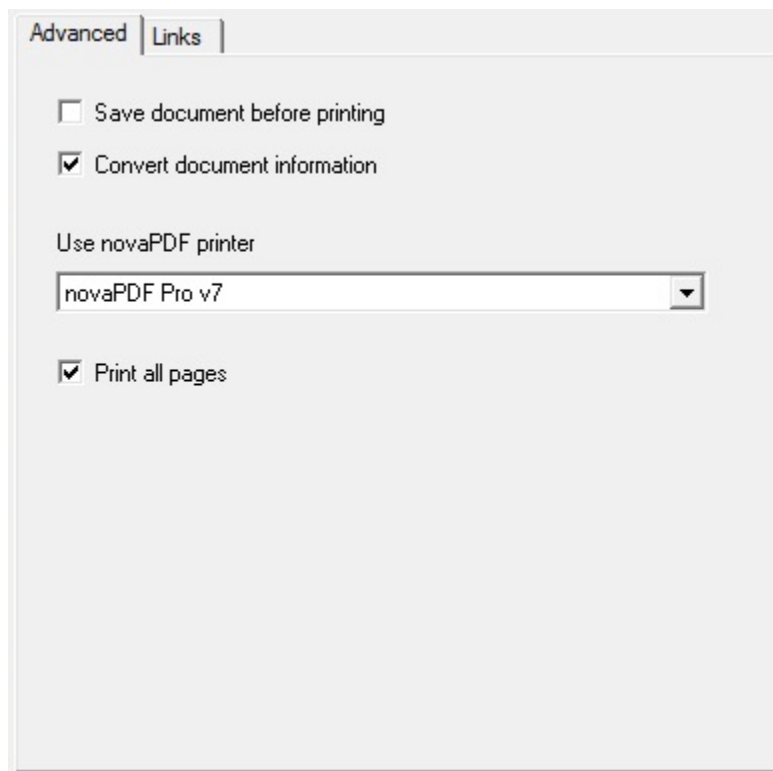 Advanced Links
Save document before printing
Convert document information
Use novaPDF printer
novaPDF Pro v7
Print all pages